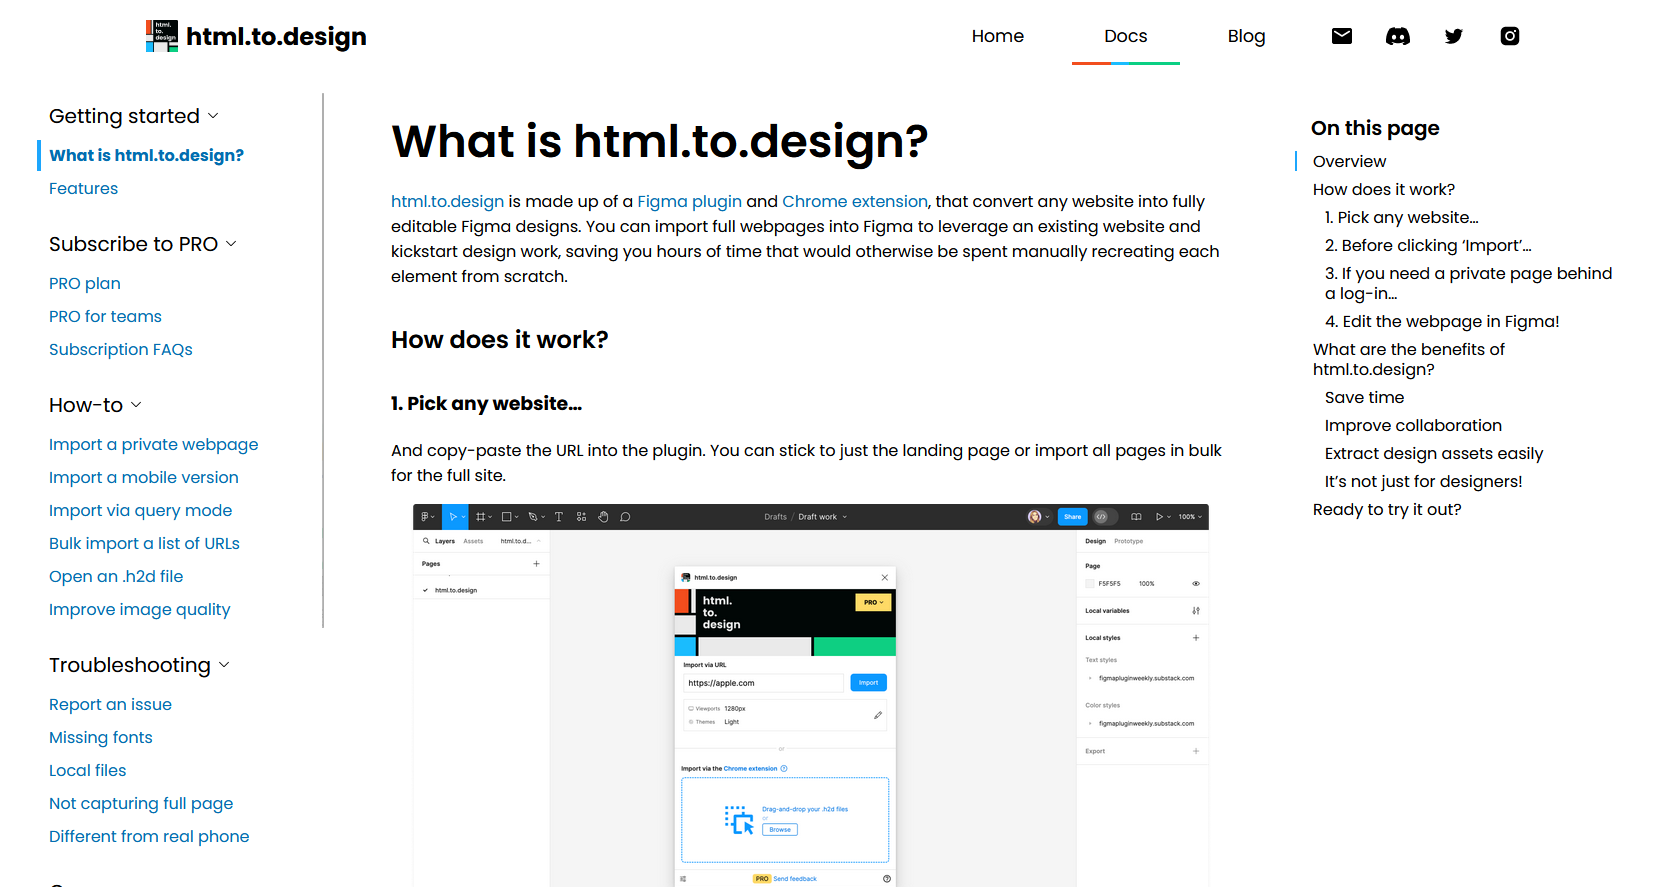 html.
to.
design
html.to.design
Home
Docs
Blog
Getting started
What is html.to.design?
Features
Subscribe to PRO
PRO plan
PRO for teams
Subscription FAQs
How-to
Import a private webpage
Import a mobile version
Import via query mode
Bulk import a list of URLs
Open an .h2d file
Improve image quality
Troubleshooting
Report an issue
Missing fonts
Local files
Not capturing full page
Different from real phone
What is html.to.design?
html.to.design is made up of a Figma plugin and Chrome extension, that convert any website into fully
editable Figma designs. You can import full webpages into Figma to leverage an existing website and
kickstart design work, saving you hours of time that would otherwise be spent manually recreating each
element from scratch.
How does it work?
1. Pick any website…
And copy-paste the URL into the plugin. You can stick to just the landing page or import all pages in bulk
for the full site.
Drafts / Draft work
Share
100%
Layers
Assets
html.to.d...
Pages
html.to.design
html.to.design
html.
to.
design
PRO
Import via URL
https://apple.com
Import
Viewports 1280px
Themes Light
or
Import via the Chrome extension
Drag-and-drop your .h2d files
or
Browse
PRO Send feedback
Design
Prototype
Page
F5F5F5 100%
Local variables
Local styles
Text styles
figmapluginweekly.substack.com
Color styles
figmapluginweekly.substack.com
Export
On this page
Overview
How does it work?
1. Pick any website…
2. Before clicking ‘Import’…
3. If you need a private page behind
a log-in…
4. Edit the webpage in Figma!
What are the benefits of
html.to.design?
Save time
Improve collaboration
Extract design assets easily
It’s not just for designers!
Ready to try it out?